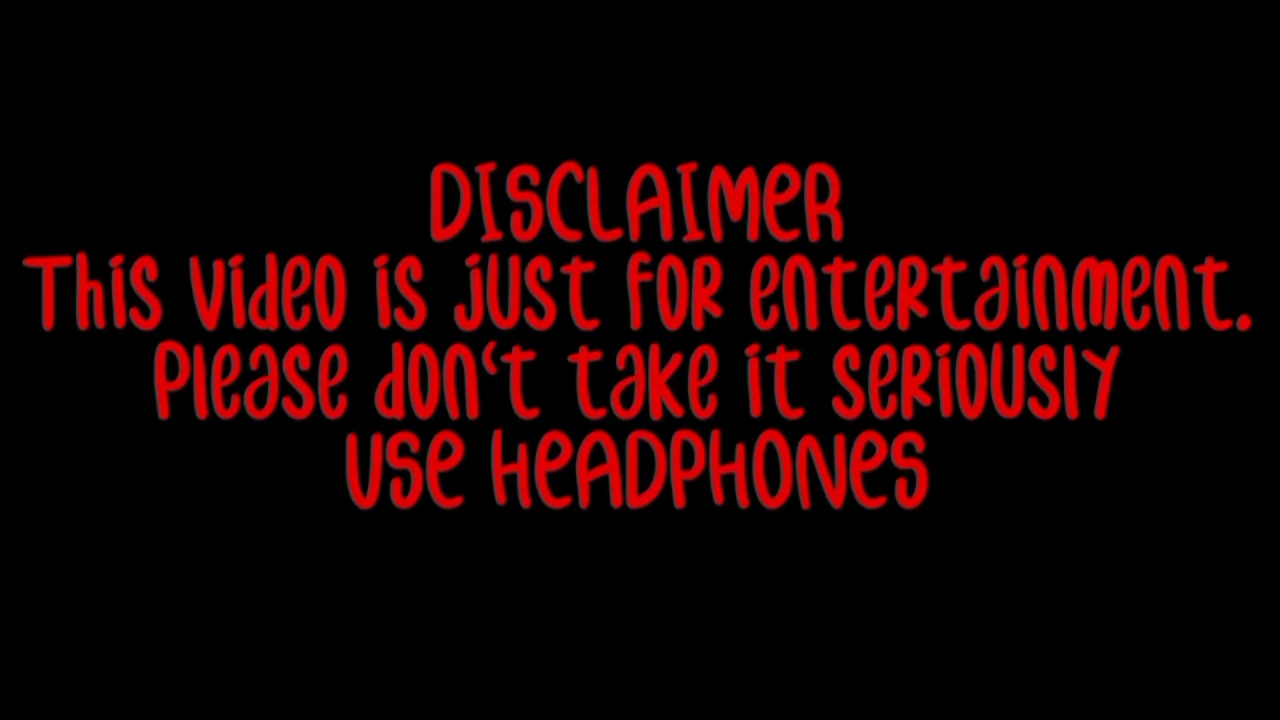 DISCLAIMER
This video is just for entertainment.
Please don‘t take it seriously
USE HEADPHONES